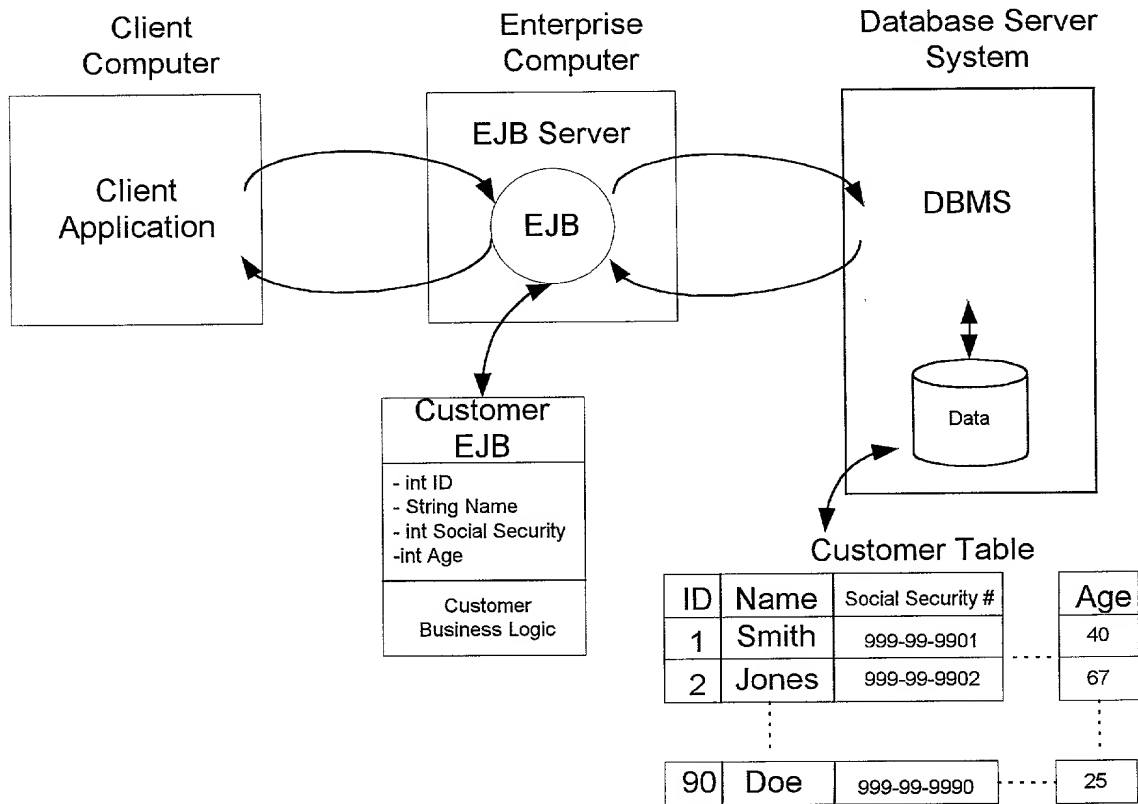 Client
Computer
Enterprise
Computer
Database Server
System
Client
Application
EJB Server
EJB
DBMS
Data
Customer
EJB
- int ID
- String Name
- int Social Security
-int Age
Customer
Business Logic
Customer Table
ID Name Social Security # Age
1 Smith 999-99-9901 40
2 Jones 999-99-9902 67
90 Doe 999-99-9990 25